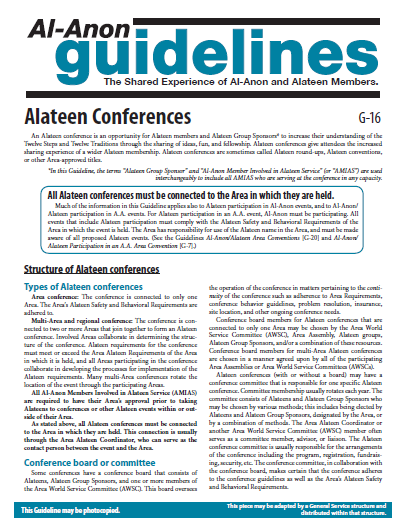 Al-Anon
guidelines
The Shared Experience of Al-Anon and Alateen Members.
Alateen Conferences
G-16
An Alateen conference is an opportunity for Alateen members and Alateen Group Sponsors* to increase their understanding of the
Twelve Steps and Twelve Traditions through the sharing of ideas, fun, and fellowship. Alateen conferences give attendees the increased
sharing experience of a wider Alateen membership. Alateen conferences are sometimes called Alateen round-ups, Alateen conventions,
or other Area-approved titles.
*In this Guideline, the terms "Alateen Group Sponsor" and "Al-Anon Member Involved in Alateen Service" (or "AMIAS") are used
interchangeably to include all AMIAS who are serving at the conference in any capacity.
All Alateen conferences must be connected to the Area in which they are held.
Much of the information in this Guideline applies also to Alateen participation in Al-Anon events, and to Al-Anon/
Alateen participation in A.A. events. For Alateen participation in an A.A. event, Al-Anon must be participating. All
events that include Alateen participation must comply with the Alateen Safety and Behavioral Requirements of the
Area in which the event is held. The Area has responsibility for use of the Alateen name in the Area, and must be made
aware of all proposed Alateen events. (See the Guidelines Al-Anon/Alateen Area Conventions [G-20] and Al-Anon/
Alateen Participation in an A.A. Area Convention [G-7].)
Structure of Alateen conferences
Types of Alateen conferences
Area conference: The conference is connected to only one
Area. The Area's Alateen Safety and Behavioral Requirements are
adhered to.
Multi-Area and regional conference: The conference is con-
nected to two or more Areas that join together to form an Alateen
conference. Involved Areas collaborate in determining the struc-
ture of the conference. Alateen requirements for the conference
must meet or exceed the Area Alateen Requirements of the Area
in which it is held, and all Areas participating in the conference
collaborate in developing the processes for implementation of the
Alateen requirements. Many multi-Area conferences rotate the
location of the event through the participating Areas.
All Al-Anon Members Involved in Alateen Service (AMIAS)
are required to have their Area's approval prior to taking
Alateens to conferences or other Alateen events within or out-
side of their Area.
As stated above, all Alateen conferences must be connected
to the Area in which they are held. This connection is usually
through the Area Alateen Coordinator, who can serve as the
contact person between the event and the Area.
Conference board or committee
Some conferences have a conference board that consists of
Alateens, Alateen Group Sponsors, and one or more members of
the Area World Service Committee (AWSC). This board oversees
the operation of the conference in matters pertaining to the conti-
nuity of the conference such as adherence to Area Requirements,
conference behavior guidelines, problem resolution, insurance,
site location, and other ongoing conference needs.
Conference board members for Alateen conferences that are
connected to only one Area may be chosen by the Area World
Service Committee (AWSC), Area Assembly, Alateen groups,
Alateen Group Sponsors, and/or a combination of these resources.
Conference board members for multi-Area Alateen conferences
are chosen in a manner agreed upon by all of the participating
Area Assemblies or Area World Service Committees (AWSCs).
Alateen conferences (with or without a board) may have a
conference committee that is responsible for one specific Alateen
conference. Committee membership usually rotates each year. The
committee consists of Alateens and Alateen Group Sponsors who
may be chosen by various methods; this includes being elected by
Alateens and Alateen Group Sponsors, designated by the Area, or
by a combination of methods. The Area Alateen Coordinator or
another Area World Service Committee (AWSC) member often
serves as a committee member, advisor, or liaison. The Alateen
conference committee is usually responsible for the arrangements
of the conference including the program, registration, fundrais-
ing, security, etc. The conference committee, in collaboration with
the conference board, makes certain that the conference adheres
to the conference guidelines as well as the Area's Alateen Safety
and Behavioral Requirements.
This Guideline may be photocopied.
This piece may be adapted by a General Service structure and
distributed within that structure.